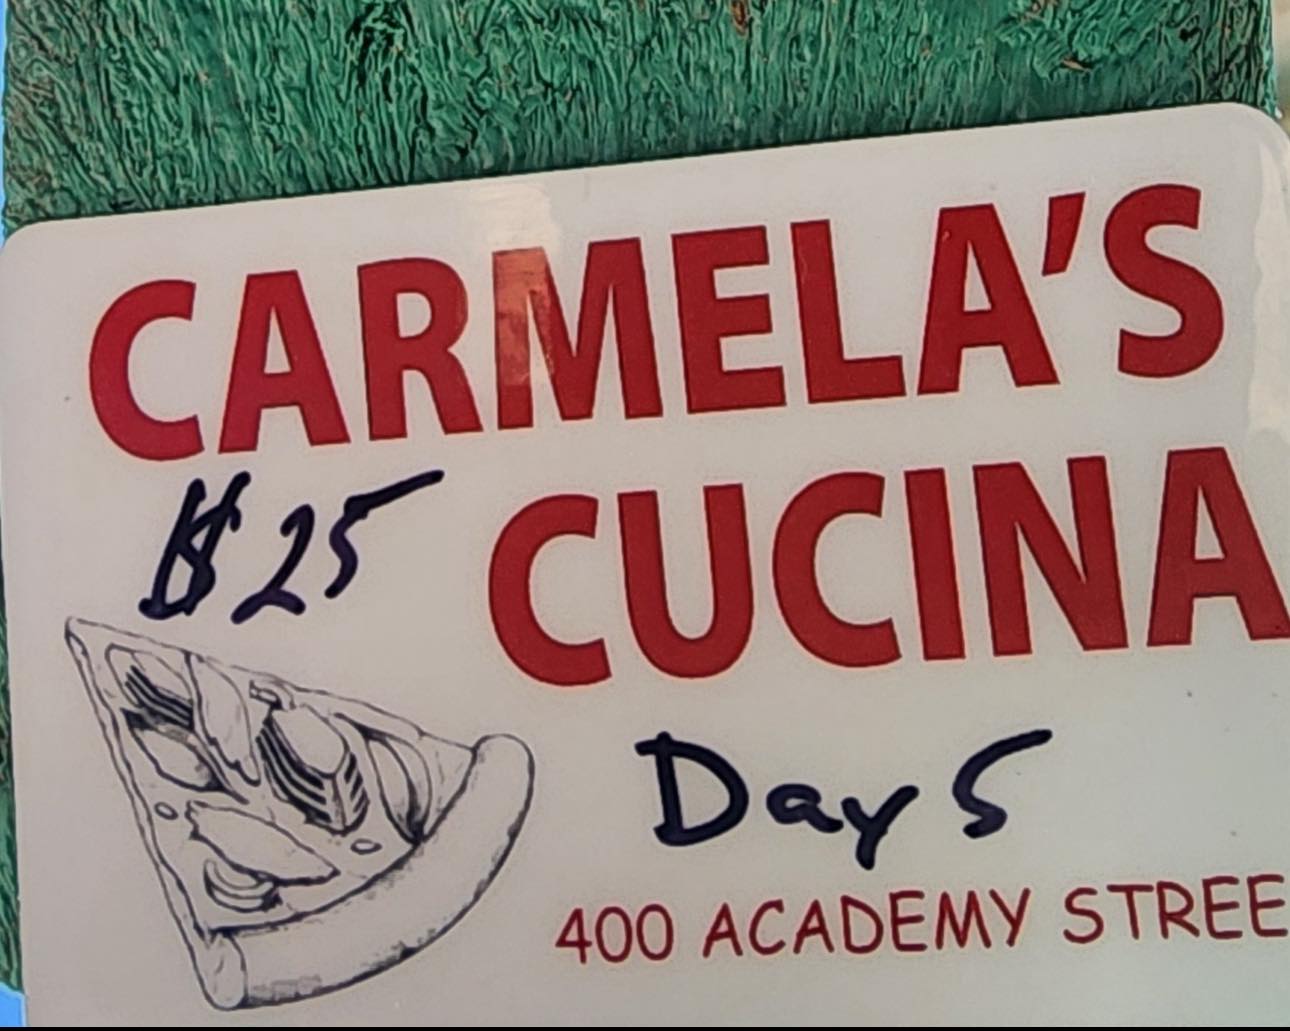 CARMELA'S
$25 CUCINA
Day 5
400 ACADEMY STREE